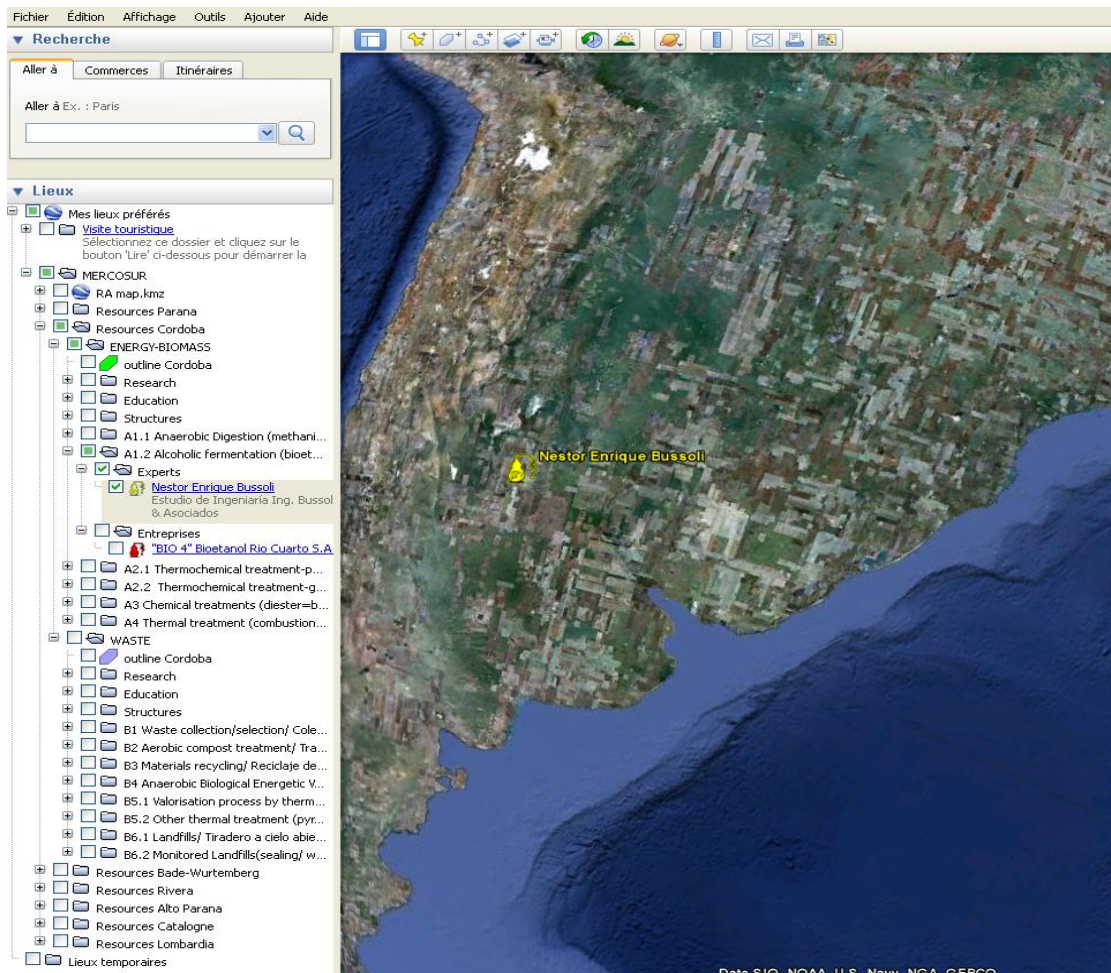 Fichier Édition Affichage Outils Ajouter Aide
Recherche
Aller à Commerces Itinéraires
Aller à Ex. : Paris
Lieux
Mes lieux préférés
Visite touristique
Sélectionnez ce dossier et cliquez sur le
bouton 'Lire' ci-dessous pour démarrer la
MERCOSUR
RA map.kmz
Resources Parana
Resources Cordoba
ENERGY-BIOMASS
outline Cordoba
Research
Education
Structures
A1.1 Anaerobic Digestion (methani...
A1.2 Alcoholic fermentation (bioet...
Experts
Nestor Enrique Bussoli
Estudio de Ingeniaría Ing. Bussol
& Asociados
Entreprises
"BIO 4" Bioetanol Rio Cuarto S.A
A2.1 Thermochemical treatment-p...
A2.2 Thermochemical treatment-g...
A3 Chemical treatments (diester=b...
A4 Thermal treatment (combustion...
WASTE
outline Cordoba
Research
Education
Structures
B1 Waste collection/selection/ Cole...
B2 Aerobic compost treatment/ Tra...
B3 Materials recycling/ Reciclaje de...
B4 Anaerobic Biological Energetic V...
B5.1 Valorisation process by therm...
B5.2 Other thermal treatment (pyr...
B6.1 Landfills/ Tiradero a cielo abie...
B6.2 Monitored Landfills(sealing/ w...
Resources Bade-Wurtemberg
Resources Rivera
Resources Alto Parana
Resources Catalogne
Resources Lombardia
Lieux temporaires
Nestor Enrique Bussoli
Data SIO, NOAA, U.S. Navy, NGA, GEBCO